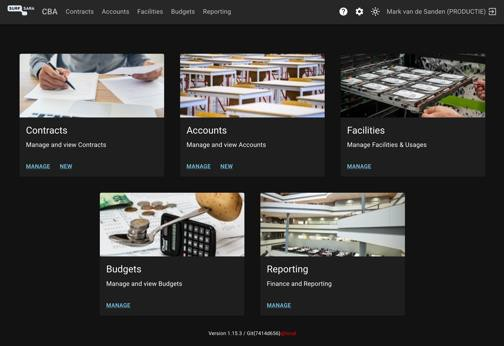 SURF SARA
CBA Contracts Accounts Facilities Budgets Reporting Mark van de Sanden (PRODUCTIE)
Contracts
Manage and view Contracts
MANAGE NEW
Accounts
Manage and view Accounts
MANAGE NEW
Facilities
Manage Facilities & Usages
MANAGE
Budgets
Manage and view Budgets
MANAGE
Reporting
Finance and Reporting
MANAGE
Version 1.15.3 / Git(7414d656)